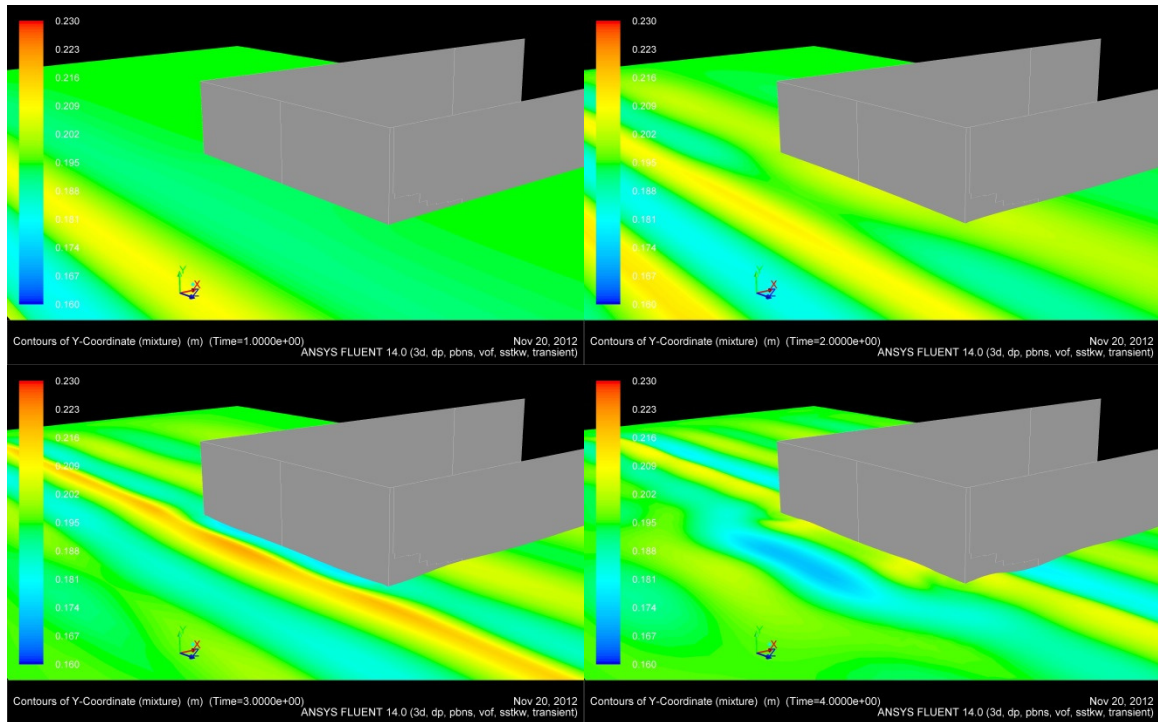 0.230
0.223
0.216
0.209
0.202
0.195
0.188
0.181
0.174
0.167
0.160
Y
X
Z
Contours of Y-Coordinate (mixture) (m) (Time=1.0000e+00)
Nov 20, 2012
ANSYS FLUENT 14.0 (3d, dp, pbns, vof, sstkw, transient)
0.230
0.223
0.216
0.209
0.202
0.195
0.188
0.181
0.174
0.167
0.160
Y
X
Z
Contours of Y-Coordinate (mixture) (m) (Time=2.0000e+00)
Nov 20, 2012
ANSYS FLUENT 14.0 (3d, dp, pbns, vof, sstkw, transient)
0.230
0.223
0.216
0.209
0.202
0.195
0.188
0.181
0.174
0.167
0.160
Y
X
Z
Contours of Y-Coordinate (mixture) (m) (Time=3.0000e+00)
Nov 20, 2012
ANSYS FLUENT 14.0 (3d, dp, pbns, vof, sstkw, transient)
0.230
0.223
0.216
0.209
0.202
0.195
0.188
0.181
0.174
0.167
0.160
Y
X
Z
Contours of Y-Coordinate (mixture) (m) (Time=4.0000e+00)
Nov 20, 2012
ANSYS FLUENT 14.0 (3d, dp, pbns, vof, sstkw, transient)